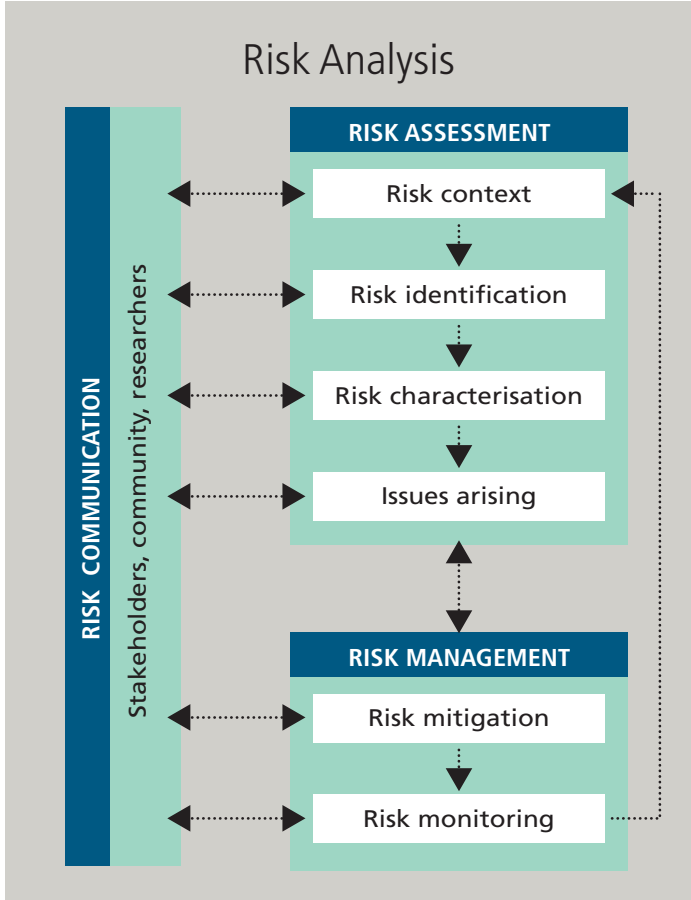 Risk Analysis
RISK COMMUNICATION
Stakeholders, community, researchers
RISK ASSESSMENT
Risk context
Risk identification
Risk characterisation
Issues arising
RISK MANAGEMENT
Risk mitigation
Risk monitoring